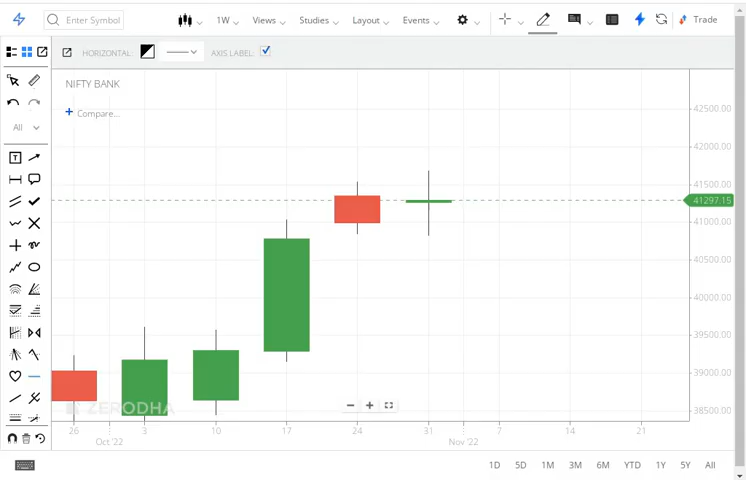 Enter Symbol 1W Views Studies Layout Events Trade
HORIZONTAL: AXIS LABEL:
NIFTY BANK
+ Compare...
All
T
42500.00
42000.00
41500.00
41297.15
41000.00
40500.00
40000.00
39500.00
39000.00
38500.00
ZERODHA
26 3 10 17 24 31 7 14 21
Oct '22 Nov '22
1D 5D 1M 3M 6M YTD 1Y 5Y All